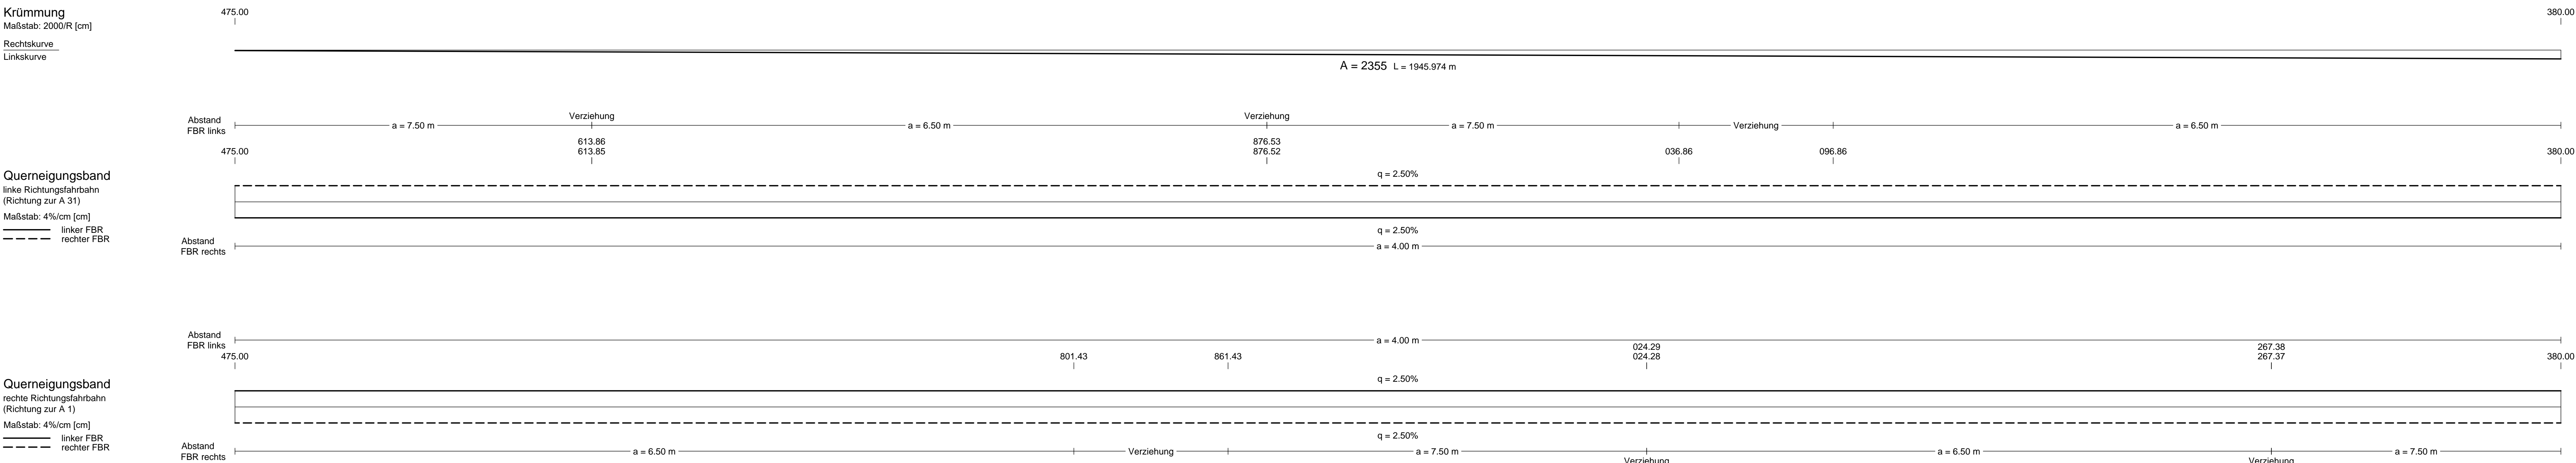 Krümmung
Maßstab: 2000/R [cm]
Rechtskurve
Linkskurve
475.00
380.00
A = 2355 L = 1945.974 m
Abstand
FBR links
a = 7.50 m
Verziehung
a = 6.50 m
Verziehung
a = 7.50 m
Verziehung
a = 6.50 m
613.86
876.53
475.00
613.85
876.52
036.86
096.86
380.00
Querneigungsband
linke Richtungsfahrbahn
(Richtung zur A 31)
Maßstab: 4%/cm [cm]
linker FBR
rechter FBR
q = 2.50%
q = 2.50%
Abstand
FBR rechts
a = 4.00 m
Abstand
FBR links
a = 4.00 m
024.29
267.38
475.00
801.43
861.43
024.28
267.37
380.00
Querneigungsband
rechte Richtungsfahrbahn
(Richtung zur A 1)
Maßstab: 4%/cm [cm]
linker FBR
rechter FBR
q = 2.50%
q = 2.50%
Abstand
FBR rechts
a = 6.50 m
Verziehung
a = 7.50 m
Verziehung
a = 6.50 m
Verziehung
a = 7.50 m